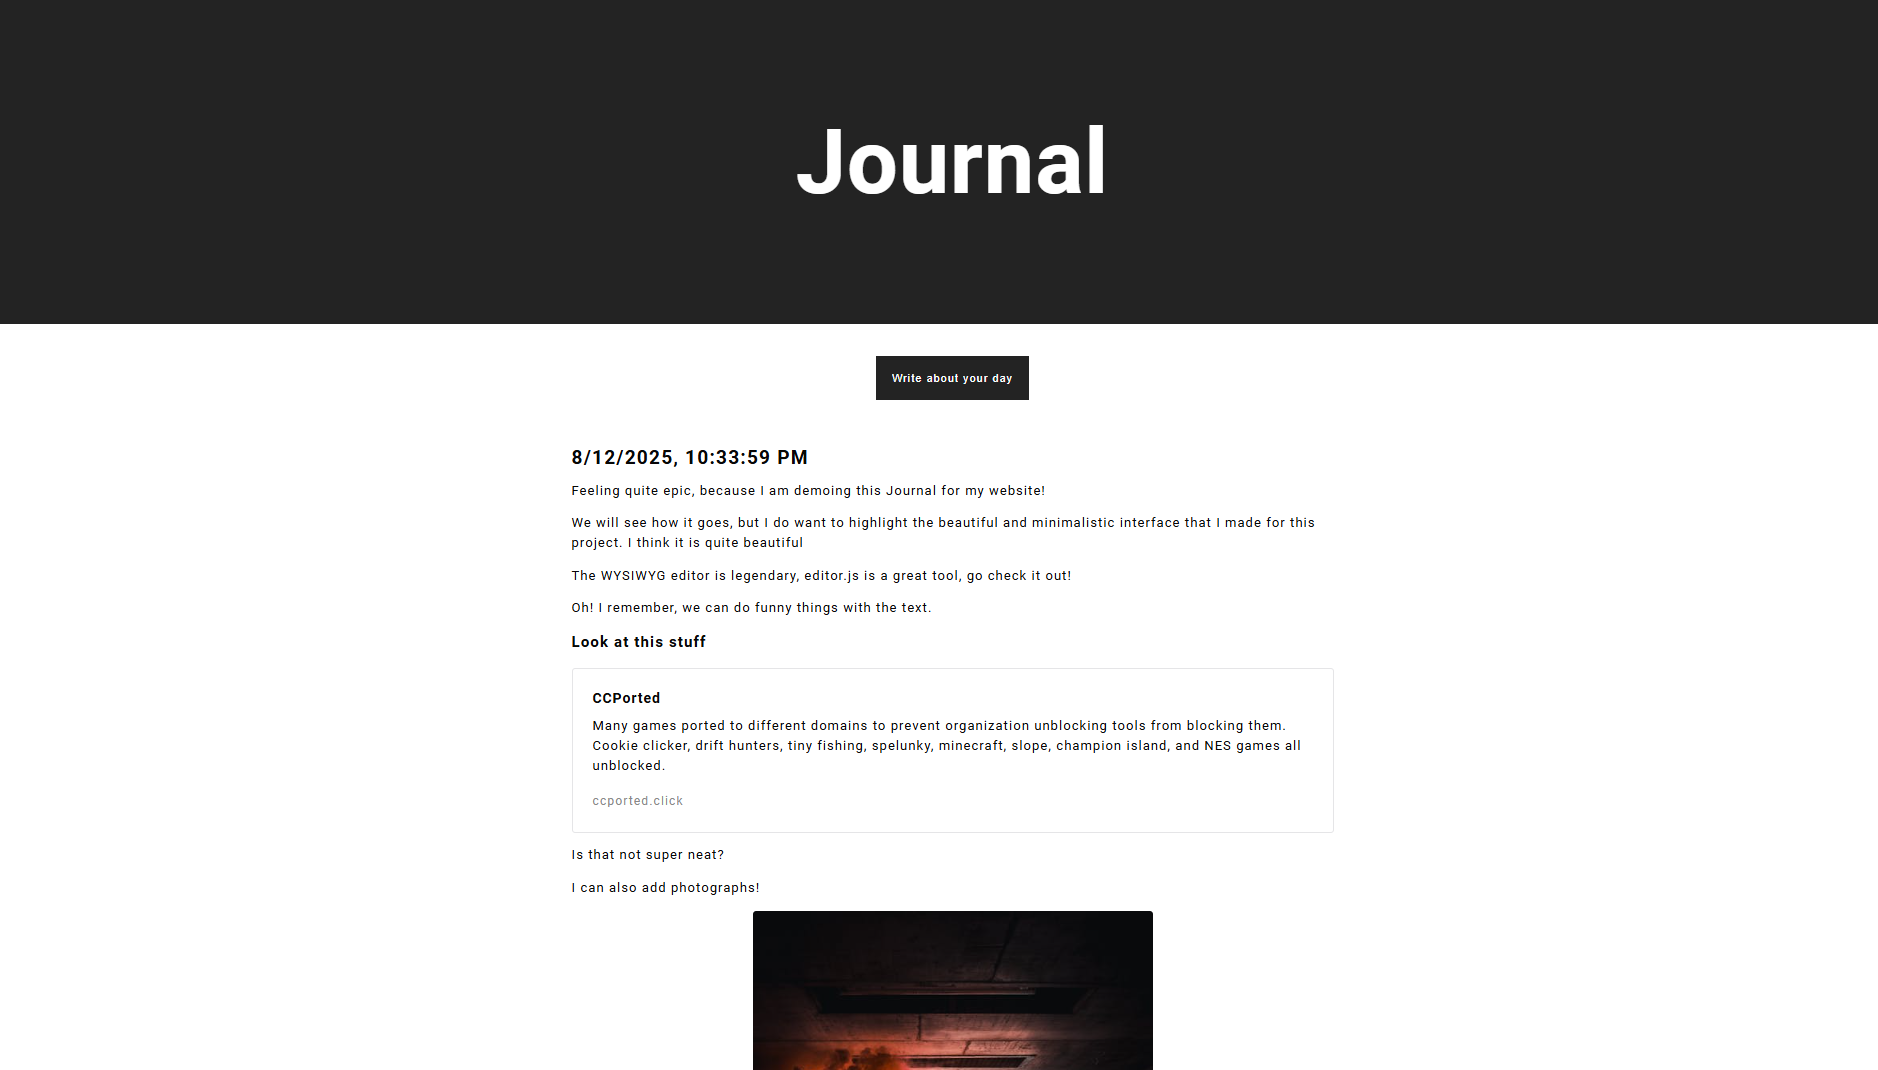 Journal
Write about your day
8/12/2025, 10:33:59 PM
Feeling quite epic, because I am demoing this Journal for my website!
We will see how it goes, but I do want to highlight the beautiful and minimalistic interface that I made for this
project. I think it is quite beautiful
The WYSIWYG editor is legendary, editor.js is a great tool, go check it out!
Oh! I remember, we can do funny things with the text.
Look at this stuff
CCPorted
Many games ported to different domains to prevent organization unblocking tools from blocking them.
Cookie clicker, drift hunters, tiny fishing, spelunky, minecraft, slope, champion island, and NES games all
unblocked.
ccported.click
Is that not super neat?
I can also add photographs!